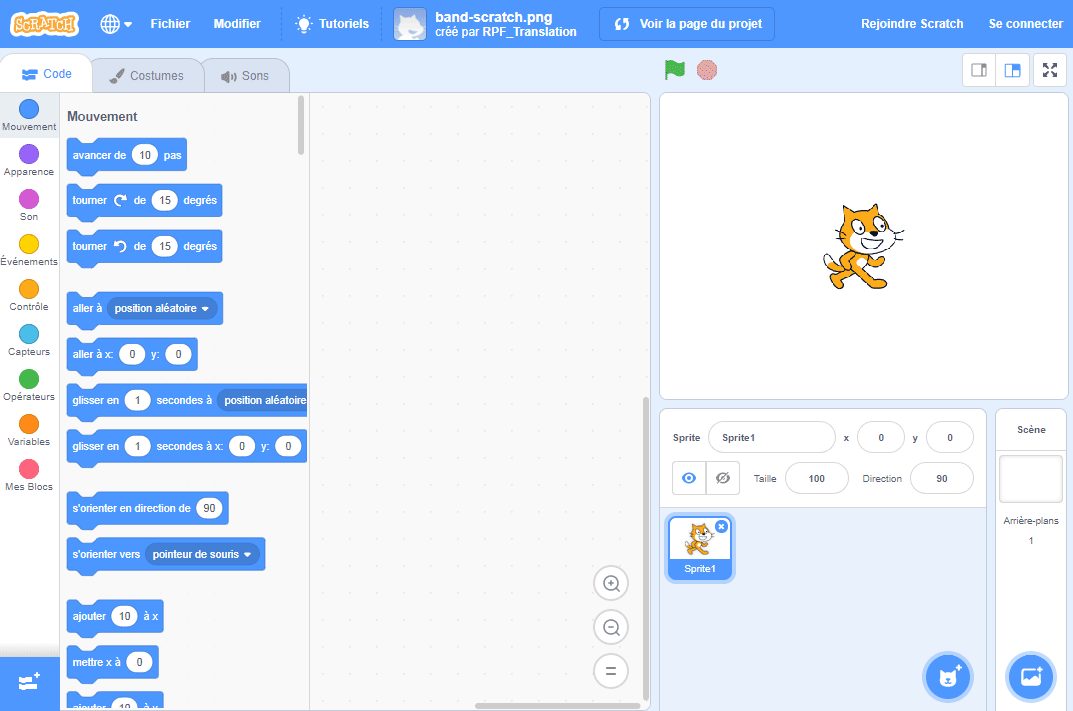 SCRATCH
Fichier
Modifier
Tutoriels
band-scratch.png
créé par RPF_Translation
Voir la page du projet
Rejoindre Scratch
Se connecter
Code
Costumes
Sons
Mouvement
Apparence
Son
Événements
Contrôle
Capteurs
Opérateurs
Variables
Mes Blocs
Mouvement
avancer de 10 pas
tourner de 15 degrés
tourner de 15 degrés
aller à position aléatoire
aller à x: 0 y: 0
glisser en 1 secondes à position aléatoire
glisser en 1 secondes à x: 0 y: 0
s'orienter en direction de 90
s'orienter vers pointeur de souris
ajouter 10 à x
mettre x à 0
ajouter 10 à y
Sprite Sprite1 x 0 y 0
Taille 100 Direction 90
Sprite1
Scène
Arrière-plans
1